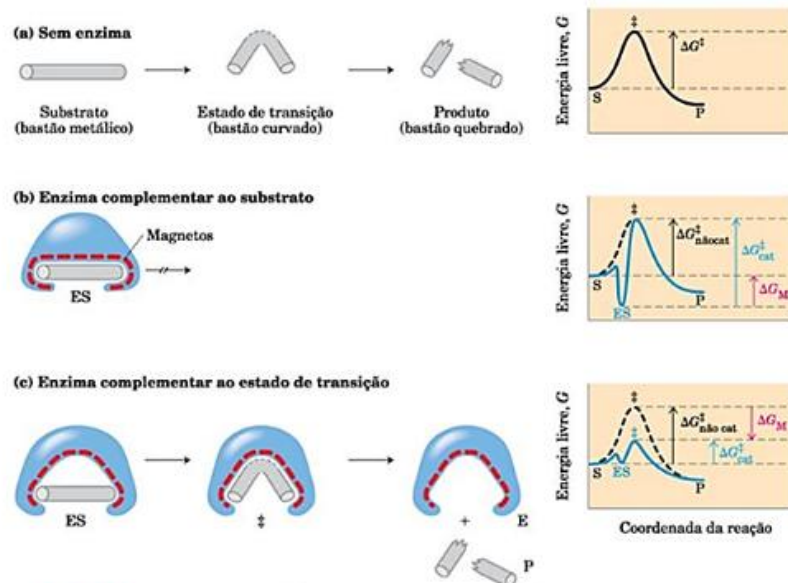 (a) Sem enzima
Substrato
(bastão metálico)
Estado de transição
(bastão curvado)
Produto
(bastão quebrado)
Energia livre, G
‡
ΔG‡
S
P
(b) Enzima complementar ao substrato
Magnetos
ES
Energia livre, G
‡
ΔG‡nãocat
ΔG‡cat
ΔGM
S
ES
P
(c) Enzima complementar ao estado de transição
ES
‡
+
E
P
Energia livre, G
‡
‡
ΔG‡não cat
ΔGM
ΔG‡cat
S
ES
P
Coordenada da reação